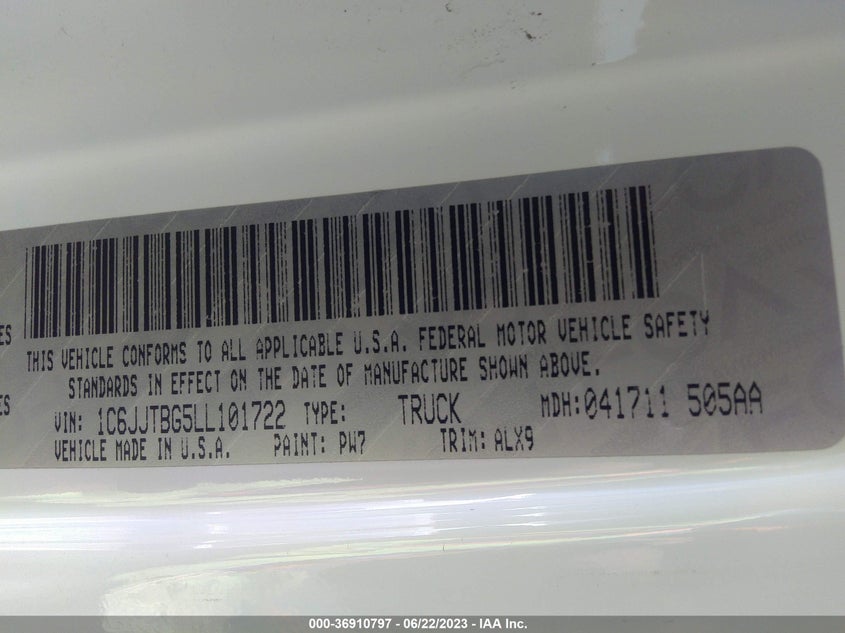 THIS VEHICLE CONFORMS TO ALL APPLICABLE U.S.A. FEDERAL MOTOR VEHICLE SAFETY
STANDARDS IN EFFECT ON THE DATE OF MANUFACTURE SHOWN ABOVE.
VIN: 1C6JJTBG5LL101722 TYPE: TRUCK MDH:041711 505AA
VEHICLE MADE IN U.S.A. PAINT: PW7 TRIM: ALX9
000-36910797 - 06/22/2023 - IAA Inc.